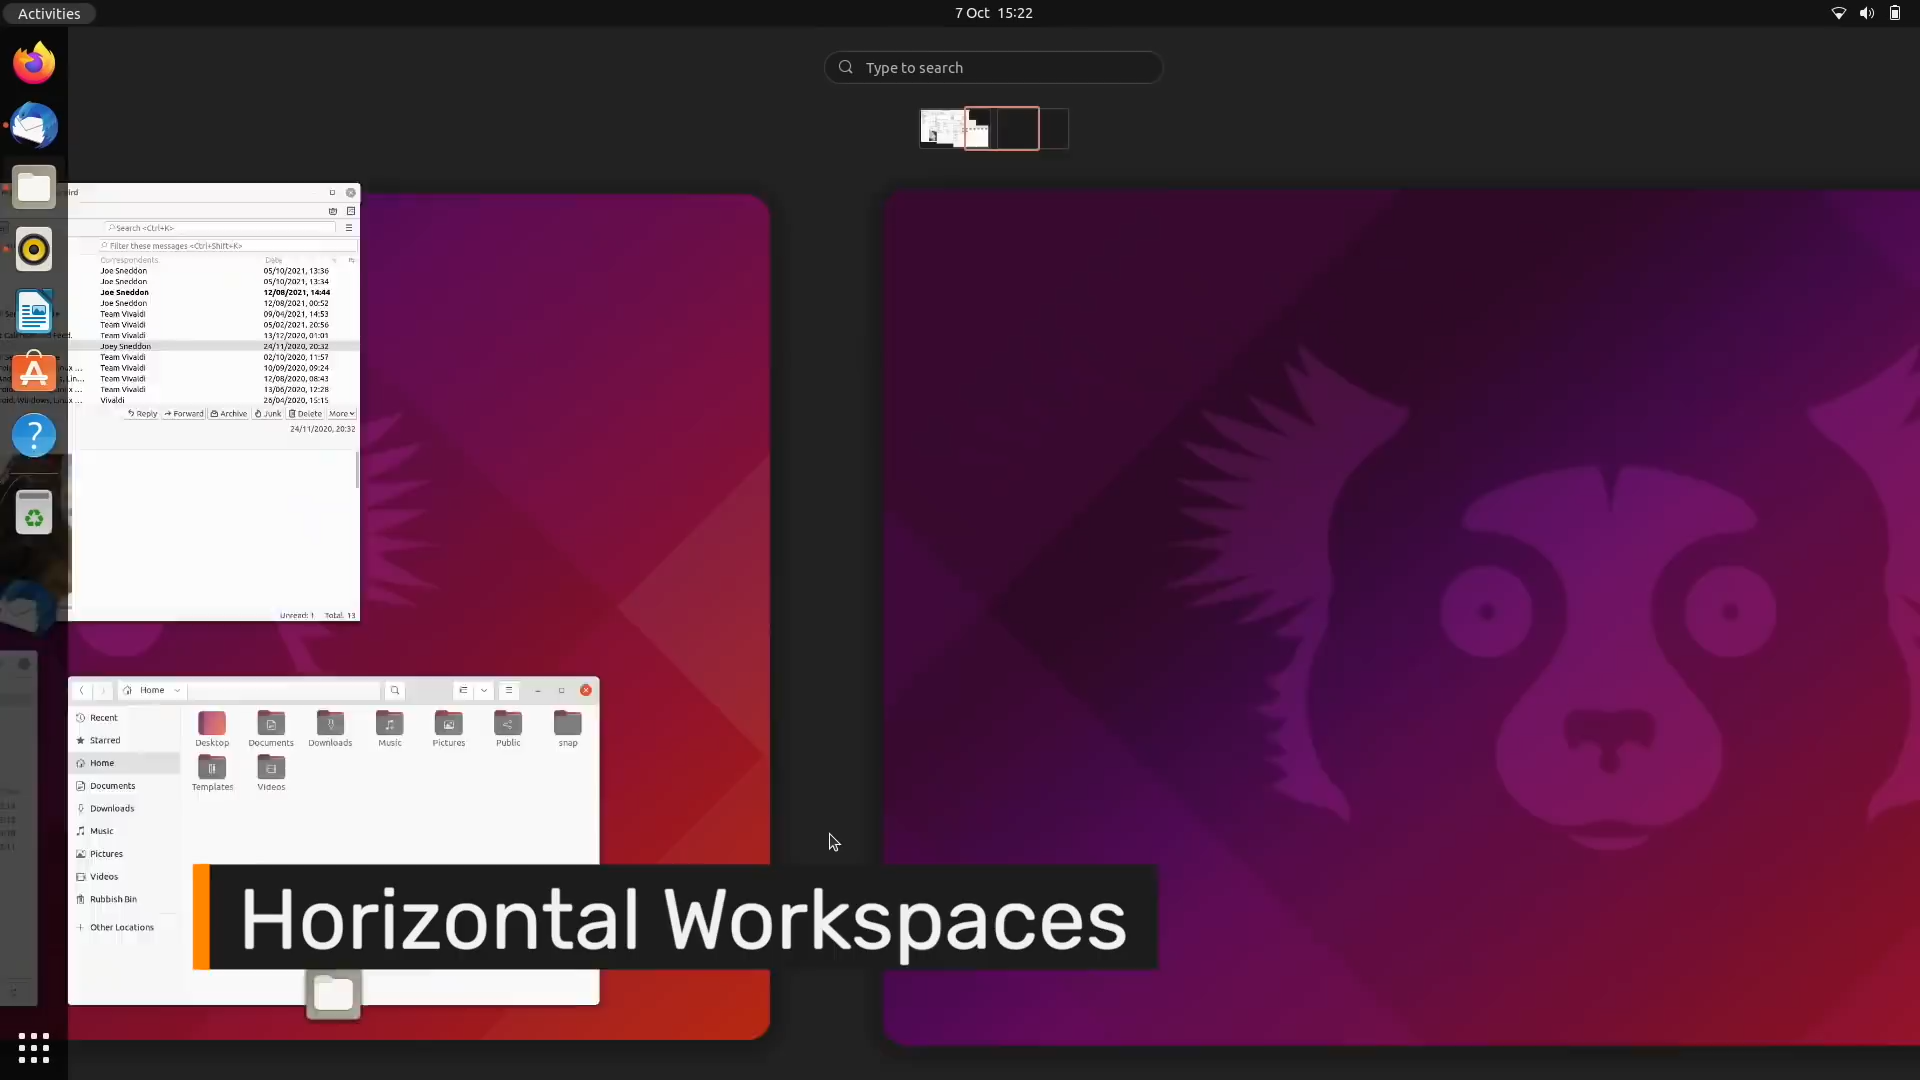 Activities
7 Oct 15:22
Type to search
Search <Ctrl+K>
Filter these messages <Ctrl+Shift+K>
Correspondents Date
Joe Sneddon 05/10/2021, 13:36
Joe Sneddon 05/10/2021, 13:34
Joe Sneddon 12/08/2021, 14:44
Joe Sneddon 12/08/2021, 00:52
Team Vivaldi 09/04/2021, 14:53
Team Vivaldi 05/02/2021, 20:56
Team Vivaldi 13/12/2020, 01:01
Joey Sneddon 24/11/2020, 20:32
Team Vivaldi 02/10/2020, 11:57
Team Vivaldi 10/09/2020, 09:24
Team Vivaldi 12/08/2020, 08:43
Team Vivaldi 13/06/2020, 12:28
Vivaldi 26/04/2020, 15:15
Reply Forward Archive Junk Delete More
24/11/2020, 20:32
Unread: 1 Total: 13
Home
Recent
Starred
Home
Documents
Downloads
Music
Pictures
Videos
Rubbish Bin
+ Other Locations
Desktop Documents Downloads Music Pictures Public snap
Templates Videos
Horizontal Workspaces